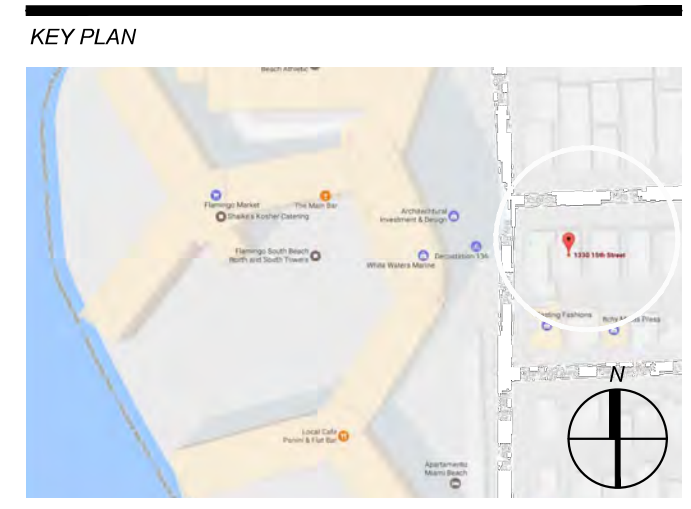 KEY PLAN
Beach Athletic
Flamingo Market
The Main Bar
Shaike's Kosher Catering
Architechtural
Investment & Design
Flamingo South Beach
North and South Towers
White Waters Marine
Decostation 136
1330 15th Street
Fashions
Press
N
Local Cafe
Panini & Flat Bar
Apartamento
Miami Beach